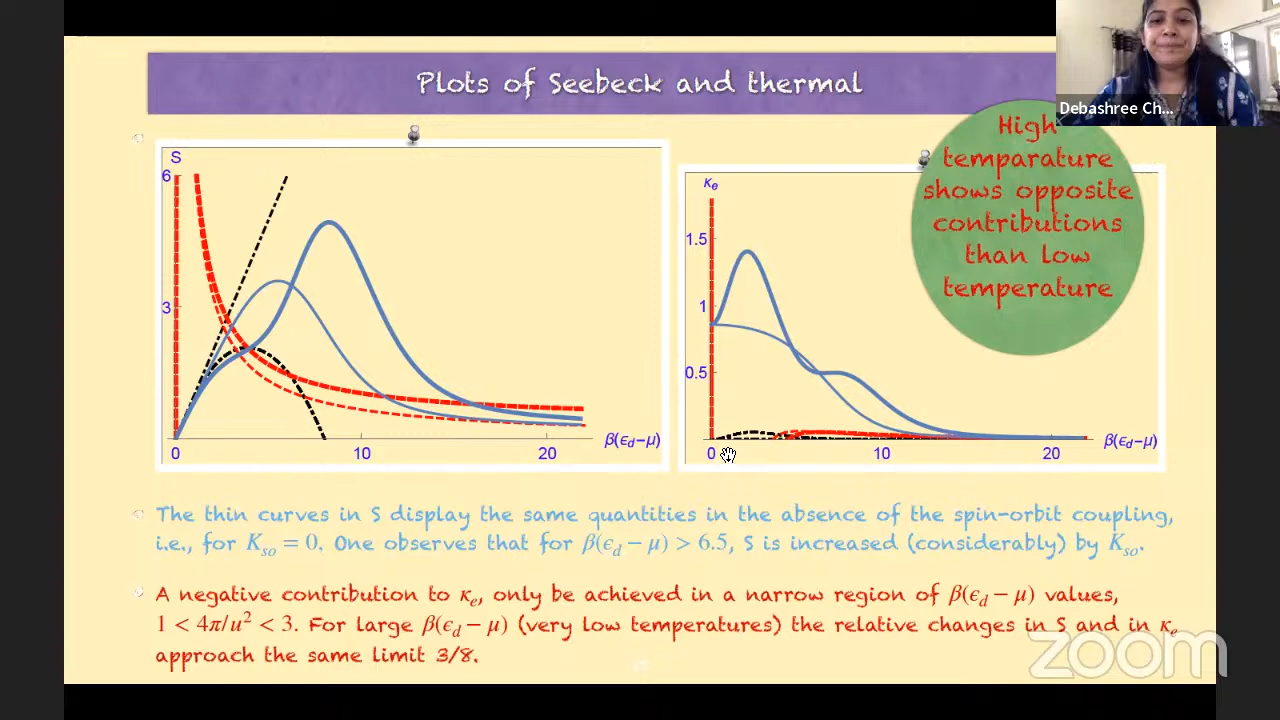 Plots of Seebeck and thermal
Debashree Ch...
High
temparature
shows opposite
contributions
than low
temperature
S
6
3
0
10
20
β(ϵd−μ)
κe
1.5
1
0.5
0
10
20
β(ϵd−μ)
The thin curves in S display the same quantities in the absence of the spin-orbit coupling,
i.e., for Kso = 0. One observes that for β(ϵd − μ) > 6.5, S is increased (considerably) by Kso.
A negative contribution to κe, only be achieved in a narrow region of β(ϵd − μ) values,
1 < 4π/u² < 3. For large β(ϵd − μ) (very low temperatures) the relative changes in S and in κe
approach the same limit 3/8.
zoom